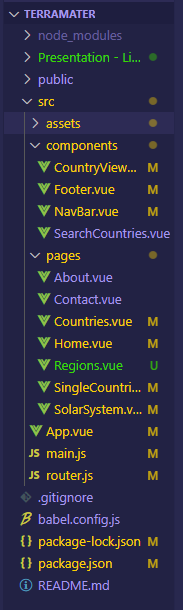 TERRAMATER
node_modules
Presentation - Li...
public
src
assets
components
CountryView... M
Footer.vue M
NavBar.vue M
SearchCountries.vue
pages
About.vue
Contact.vue
Countries.vue M
Home.vue M
Regions.vue U
SingleCountri... M
SolarSystem.v... M
App.vue M
JS main.js M
JS router.js M
.gitignore
babel.config.js
{} package-lock.json M
{} package.json M
README.md